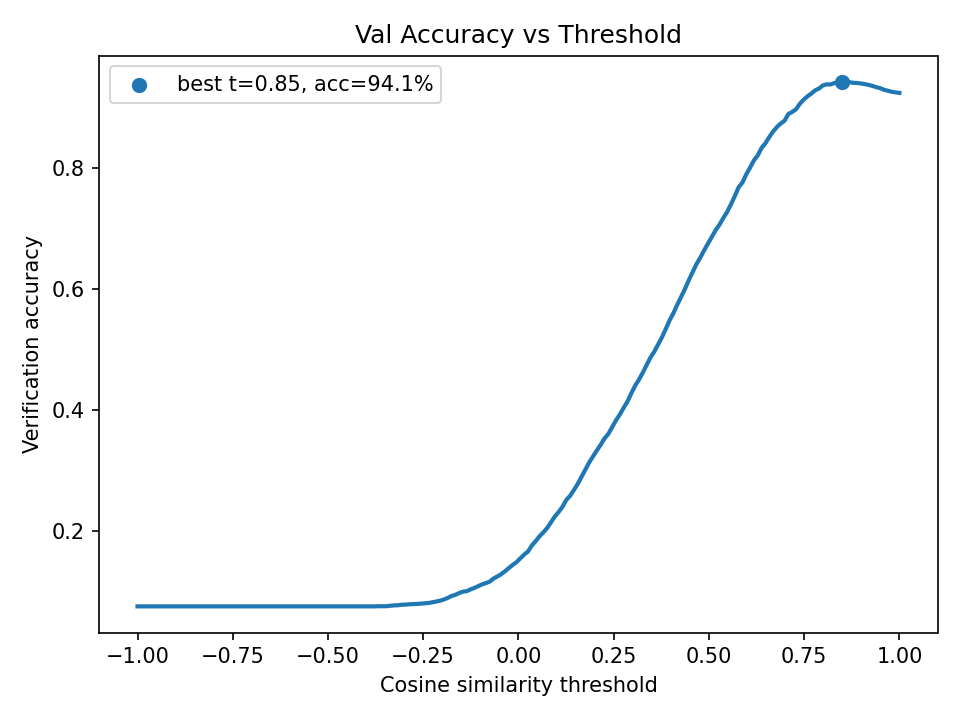 Val Accuracy vs Threshold
best t=0.85, acc=94.1%
Verification accuracy
0.8
0.6
0.4
0.2
−1.00 −0.75 −0.50 −0.25 0.00 0.25 0.50 0.75 1.00
Cosine similarity threshold